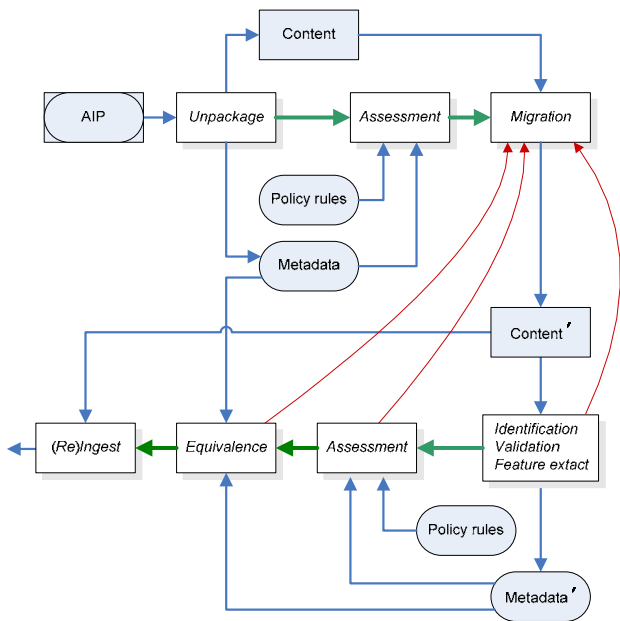 Content
AIP
Unpackage
Assessment
Migration
Policy rules
Metadata
Content′
(Re)Ingest
Equivalence
Assessment
Identification
Validation
Feature extact
Policy rules
Metadata′